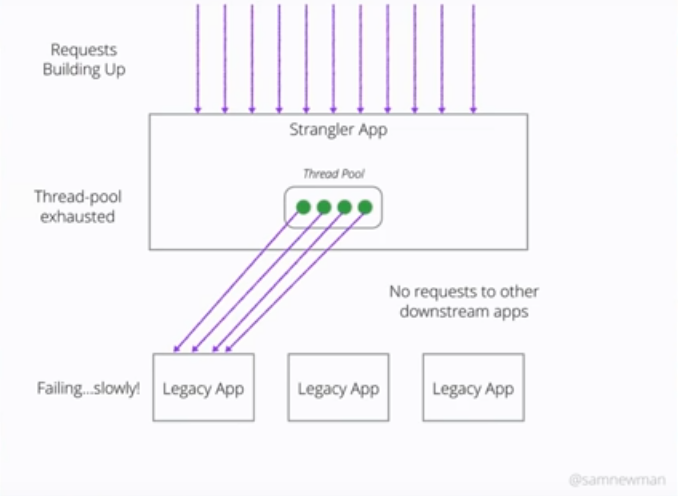 Requests
Building Up
Strangler App
Thread Pool
Thread-pool
exhausted
No requests to other
downstream apps
Failing...slowly!
Legacy App
Legacy App
Legacy App
@samnewman